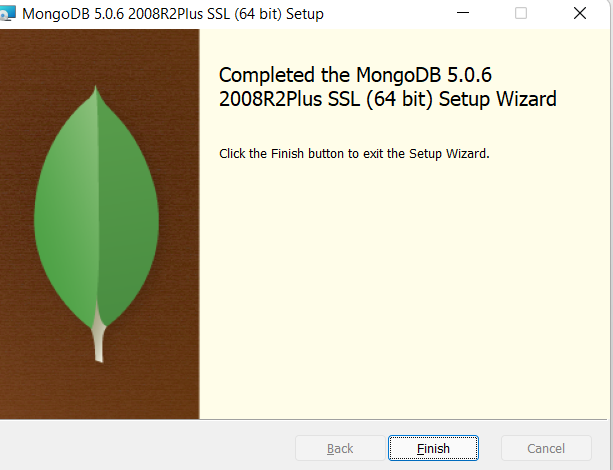 MongoDB 5.0.6 2008R2Plus SSL (64 bit) Setup
Completed the MongoDB 5.0.6
2008R2Plus SSL (64 bit) Setup Wizard
Click the Finish button to exit the Setup Wizard.
Back
Finish
Cancel